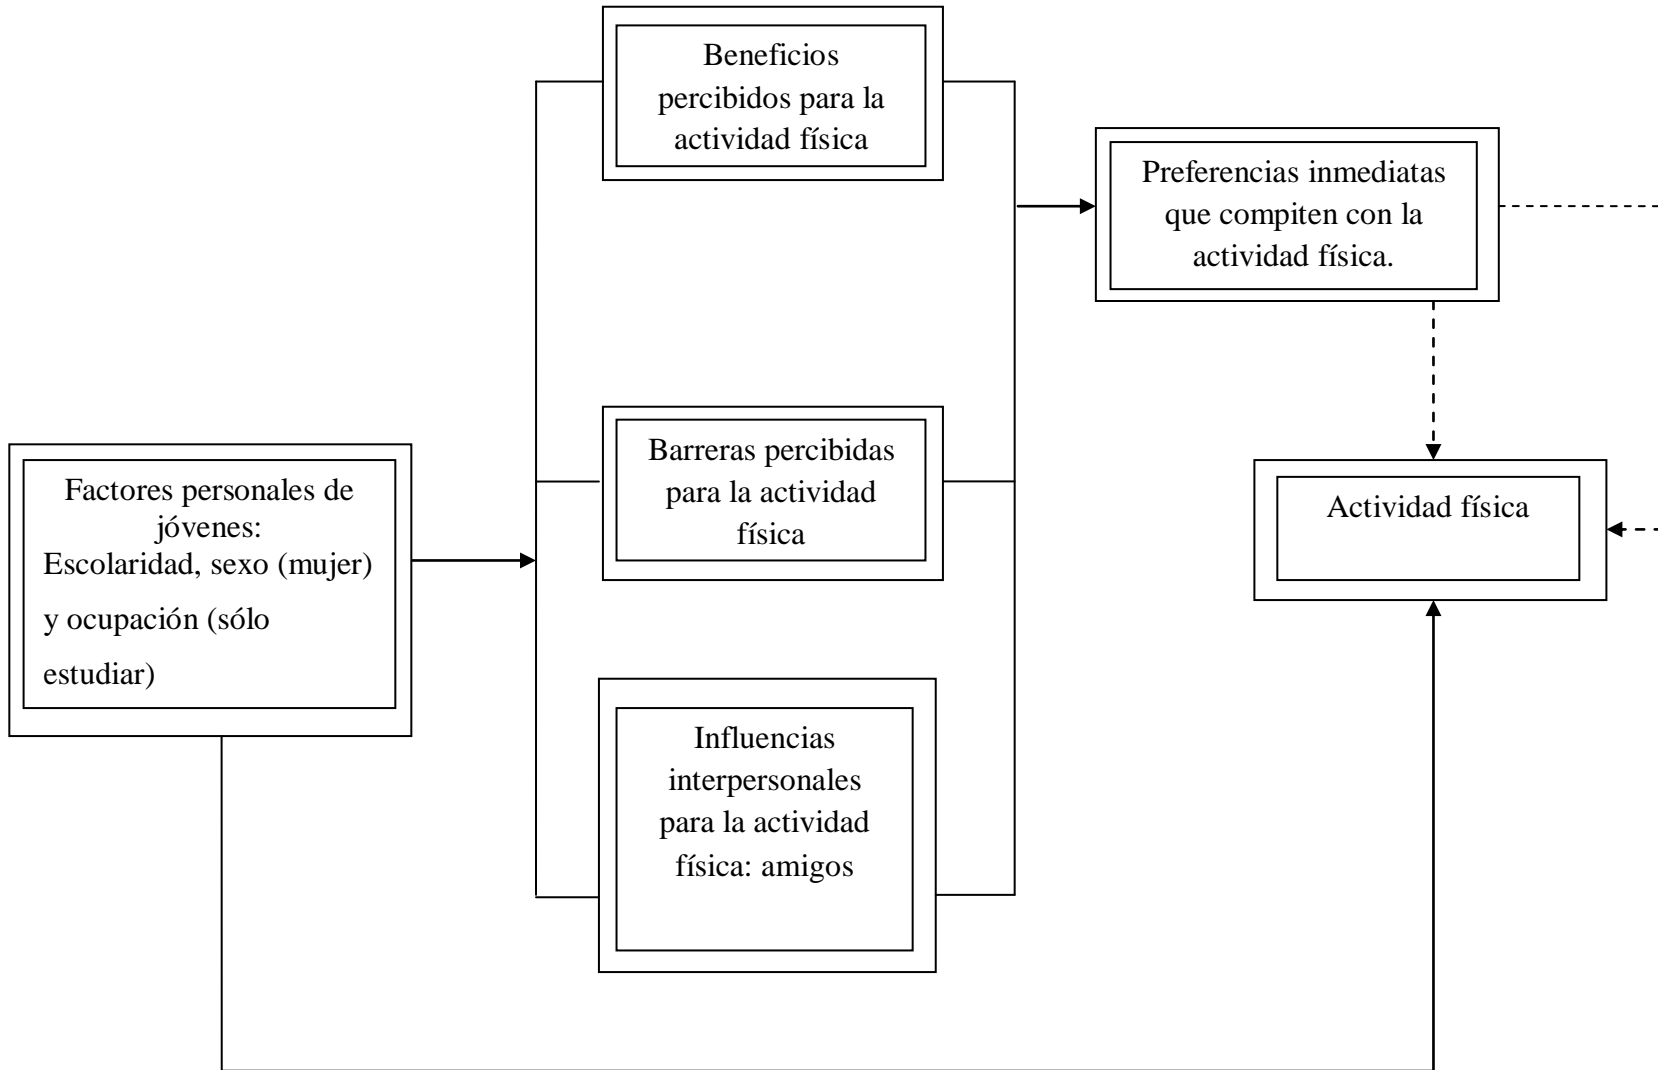 Beneficios
percibidos para la
actividad física
Preferencias inmediatas
que compiten con la
actividad física.
Barreras percibidas
para la actividad
física
Factores personales de
jóvenes:
Escolaridad, sexo (mujer)
y ocupación (sólo
estudiar)
Actividad física
Influencias
interpersonales
para la actividad
física: amigos